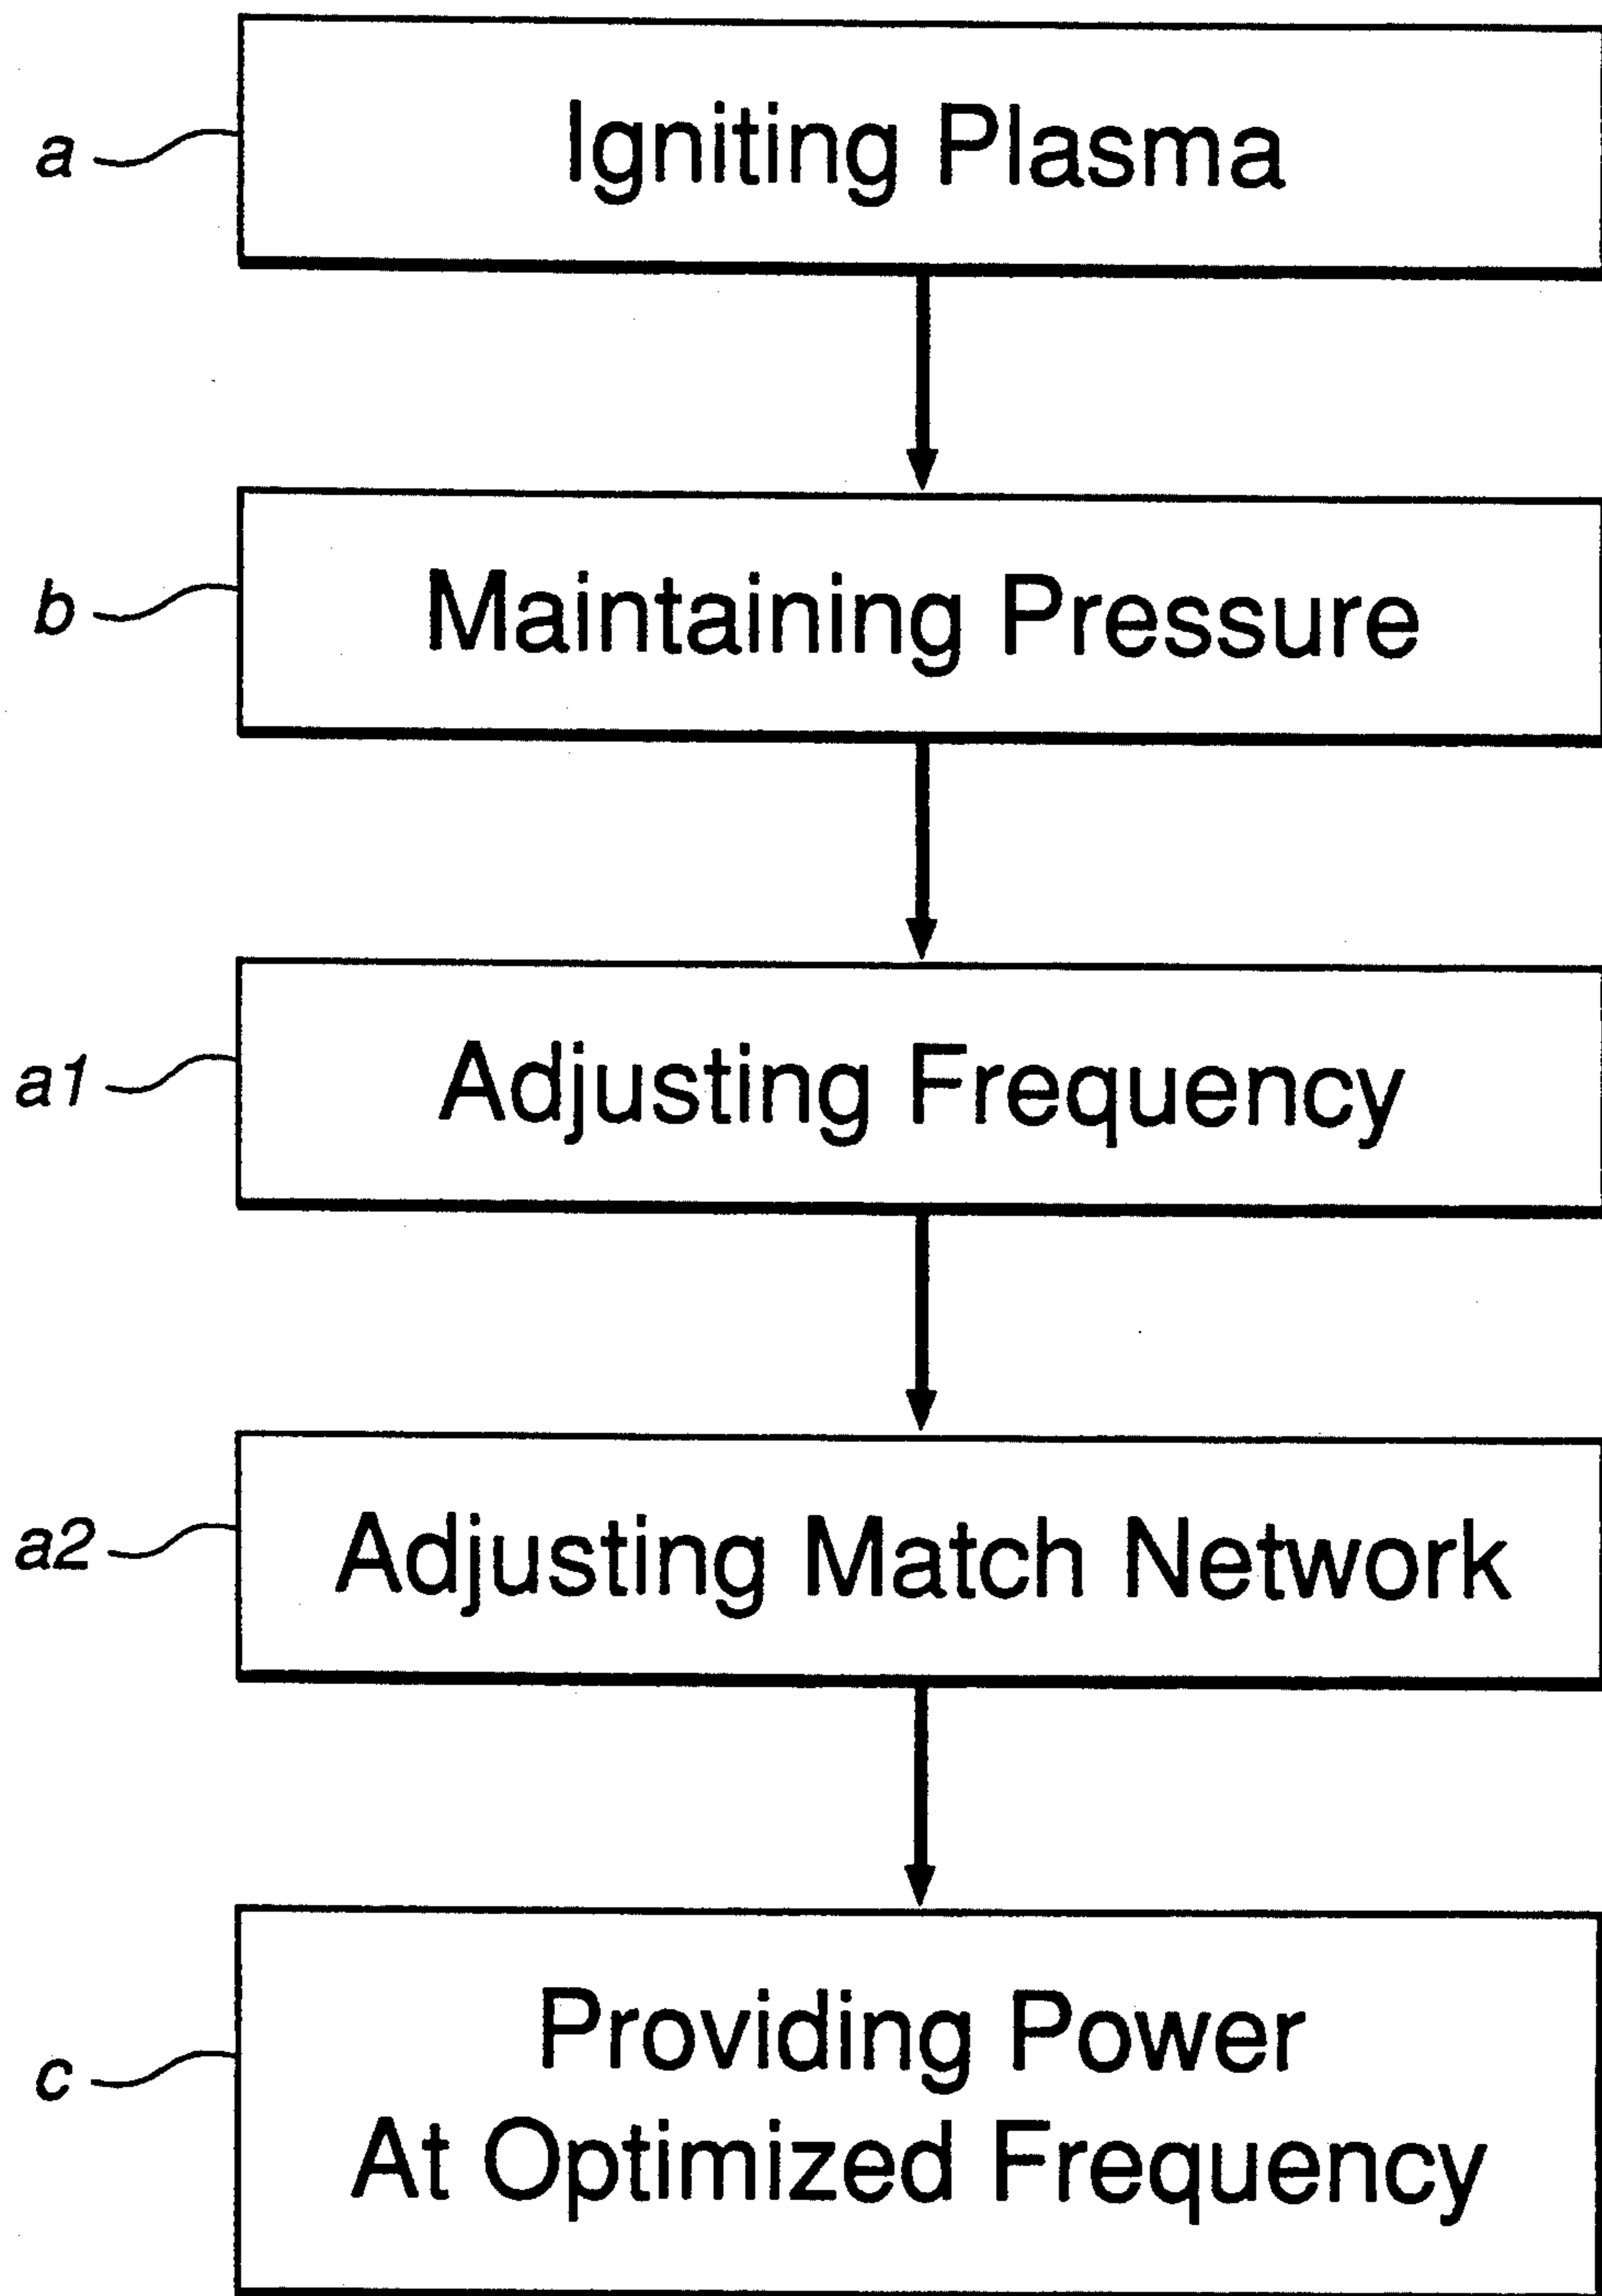 a
Igniting Plasma
b
Maintaining Pressure
a1
Adjusting Frequency
a2
Adjusting Match Network
c
Providing Power
At Optimized Frequency